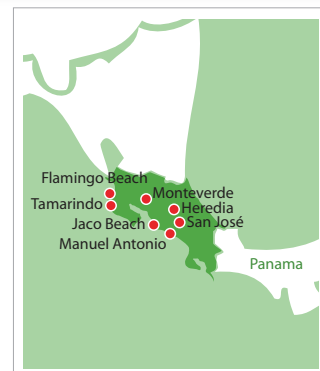 Flamingo Beach
Monteverde
Tamarindo
Heredia
Jaco Beach
San José
Manuel Antonio
Panama